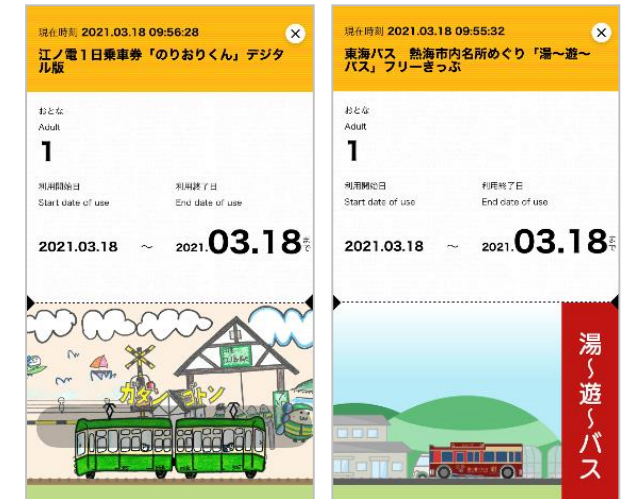 現在時刻 2021.03.18 09:56:28
江ノ電1日乗車券「のりおりくん」デジタ
ル版
おとな
Adult
1
利用開始日
利用終了日
Start date of use
End date of use
2021.03.18 ～ 2021.03.18まで
カタン コトン
現在時刻 2021.03.18 09:55:32
東海バス 熱海市内名所めぐり「湯～遊～
バス」フリーきっぷ
おとな
Adult
1
利用開始日
利用終了日
Start date of use
End date of use
2021.03.18 ～ 2021.03.18まで
湯～遊～バス